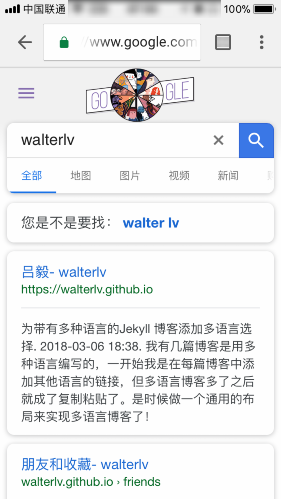 中国联通 100%
/www.google.com
GO GLE
walterlv
全部 地图 图片 视频 新闻
您是不是要找： walter lv
吕毅- walterlv
https://walterlv.github.io
为带有多种语言的Jekyll 博客添加多语言选
择. 2018-03-06 18:38. 我有几篇博客是用多
种语言编写的，一开始我是在每篇博客中添
加其他语言的链接，但多语言博客多了之后
就成了复制粘贴了。是时候做一个通用的布
局来实现多语言博客了！
朋友和收藏- walterlv
walterlv.github.io › friends